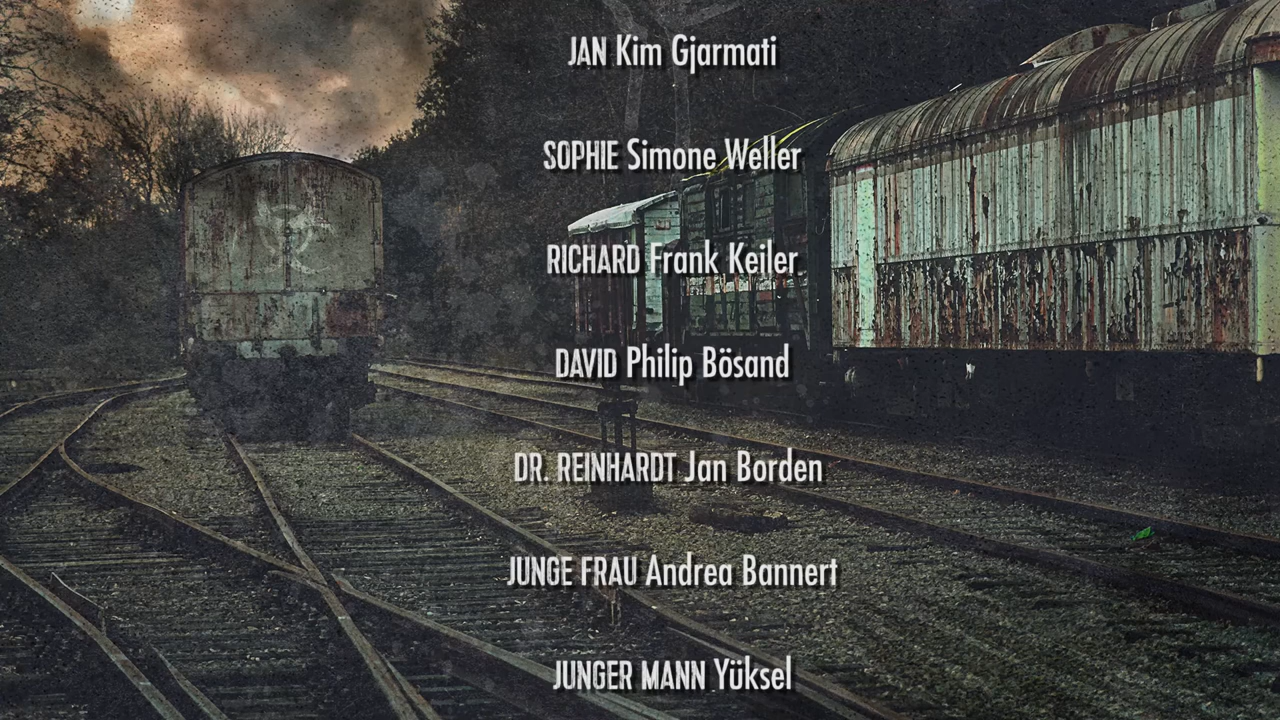 JAN Kim Gjarmati
SOPHIE Simone Weller
RICHARD Frank Keiler
DAVID Philip Bösand
DR. REINHARDT Jan Borden
JUNGE FRAU Andrea Bannert
JUNGER MANN Yüksel